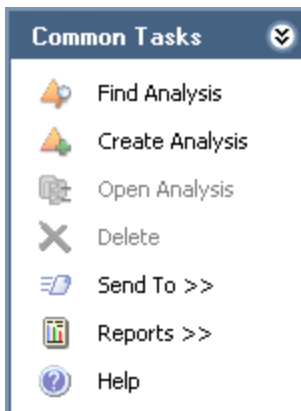 Common Tasks
Find Analysis
Create Analysis
Open Analysis
Delete
Send To >>
Reports >>
Help